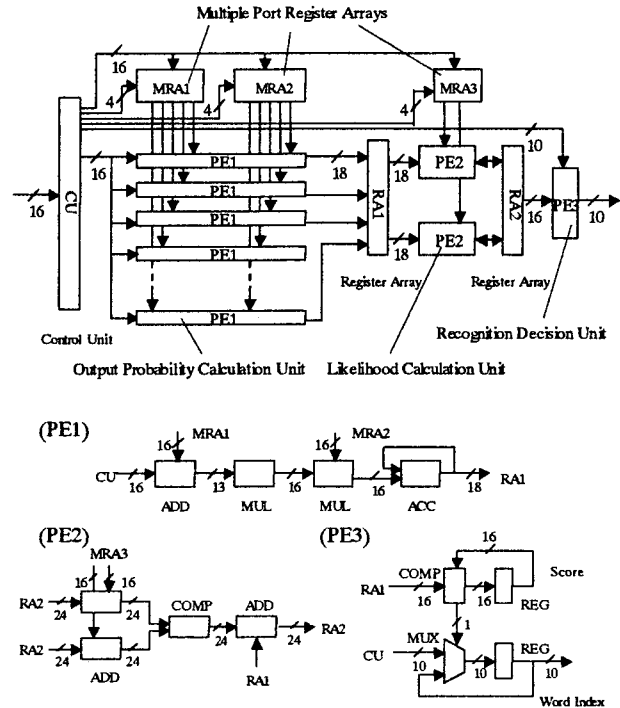 Multiple Port Register Arrays
16
MRA1
MRA2
MRA3
4
4
4
10
16
PE1
18
18
PE2
PE1
PE1
PE1
PE1
CU
16
RA1
RA2
16
PE3
10
18
PE2
Register Array
Register Array
Control Unit
Recognition Decision Unit
Output Probability Calculation Unit
Likelihood Calculation Unit
(PE1)
MRA1
MRA2
16
16
CU
16
13
16
16
18
RA1
ADD
MUL
MUL
ACC
(PE2)
MRA3
16
16
RA2
24
24
COMP
ADD
24
24
RA2
RA2
24
24
ADD
RA1
(PE3)
16
COMP
Score
RA1
16
16
REG
1
MUX
REG
CU
10
10
10
Word Index